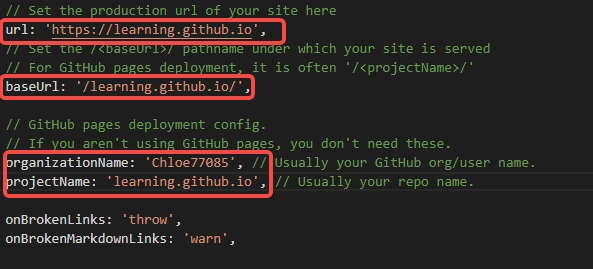 // Set the production url of your site here
url: 'https://learning.github.io',
// Set the /<baseUrl>/ pathname under which your site is served
// For GitHub pages deployment, it is often '/<projectName>/'
baseUrl: '/learning.github.io/',
// GitHub pages deployment config.
// If you aren't using GitHub pages, you don't need these.
organizationName: 'Chloe77085', // Usually your GitHub org/user name.
projectName: 'learning.github.io', // Usually your repo name.
onBrokenLinks: 'throw',
onBrokenMarkdownLinks: 'warn',